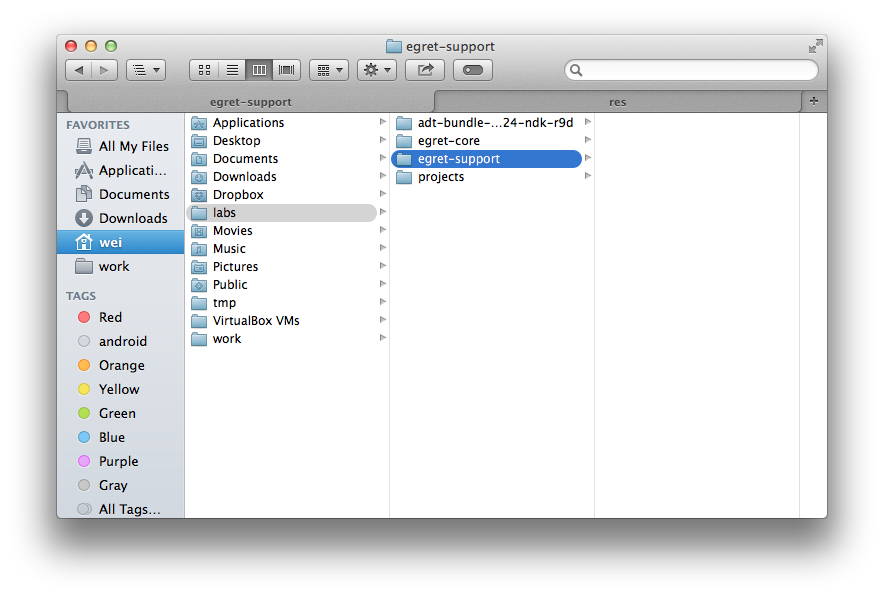 egret-support
egret-support
res
FAVORITES
All My Files
Applicati...
Documents
Downloads
wei
work
TAGS
Red
android
Orange
Yellow
Green
Blue
Purple
Gray
All Tags...
Applications
Desktop
Documents
Downloads
Dropbox
labs
Movies
Music
Pictures
Public
tmp
VirtualBox VMs
work
adt-bundle-...24-ndk-r9d
egret-core
egret-support
projects